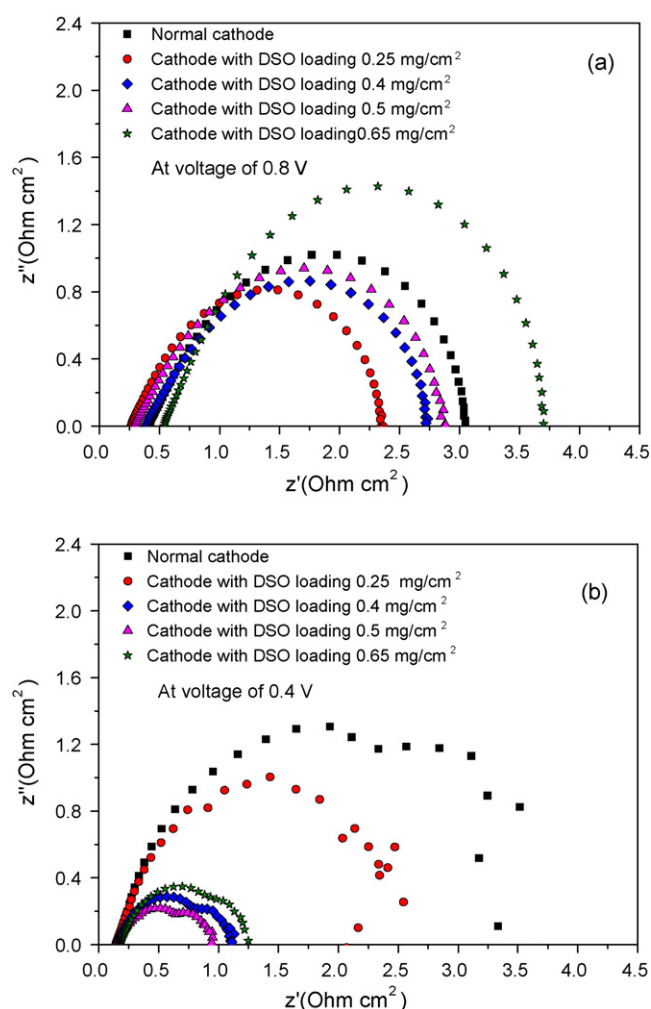 2.4
2.0
1.6
1.2
0.8
0.4
0.0
z"(Ohm cm²)
Normal cathode
Cathode with DSO loading 0.25 mg/cm²
Cathode with DSO loading 0.4 mg/cm²
Cathode with DSO loading 0.5 mg/cm²
Cathode with DSO loading0.65 mg/cm²
At voltage of 0.8 V
(a)
0.0 0.5 1.0 1.5 2.0 2.5 3.0 3.5 4.0 4.5
z'(Ohm cm²)
2.4
2.0
1.6
1.2
0.8
0.4
0.0
z"(Ohm cm²)
Normal cathode
Cathode with DSO loading 0.25 mg/cm²
Cathode with DSO loading 0.4 mg/cm²
Cathode with DSO loading 0.5 mg/cm²
Cathode with DSO loading 0.65 mg/cm²
At voltage of 0.4 V
(b)
0.0 0.5 1.0 1.5 2.0 2.5 3.0 3.5 4.0 4.5
z'(Ohm cm²)